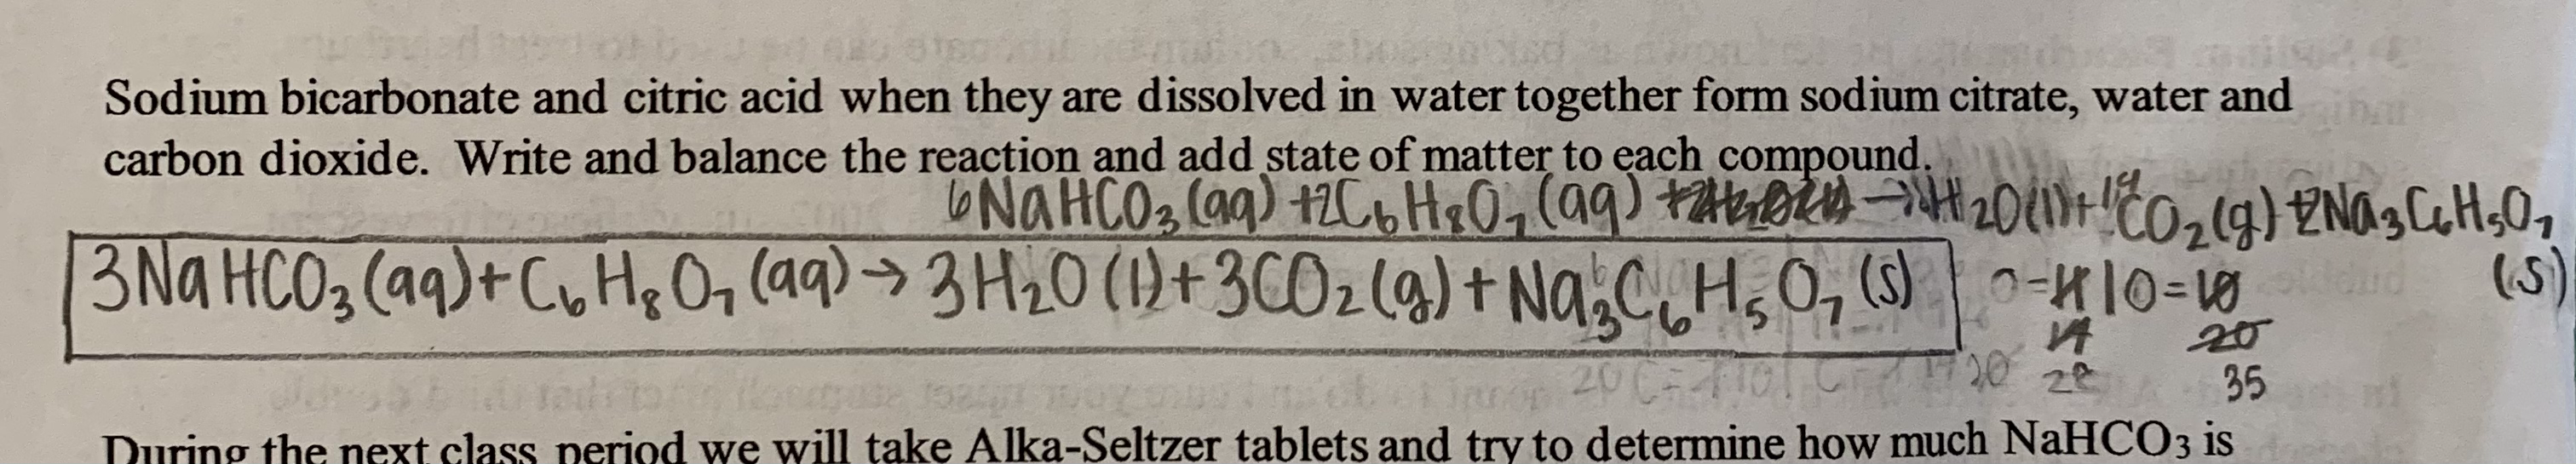 Sodium bicarbonate and citric acid when they are dissolved in water together form sodium citrate, water and
carbon dioxide. Write and balance the reaction and add state of matter to each compound.
6NaHCO₃(aq) +2C₆H₈O₇(aq) → H₂O(l)+ CO₂(g)+2Na₃C₆H₅O₇
(s)
3NaHCO₃(aq)+C₆H₈O₇(aq)→3H₂O(l)+3CO₂(g)+Na₃C₆H₅O₇(s)
10=
20
35
During the next class period we will take Alka-Seltzer tablets and try to determine how much NaHCO3 is